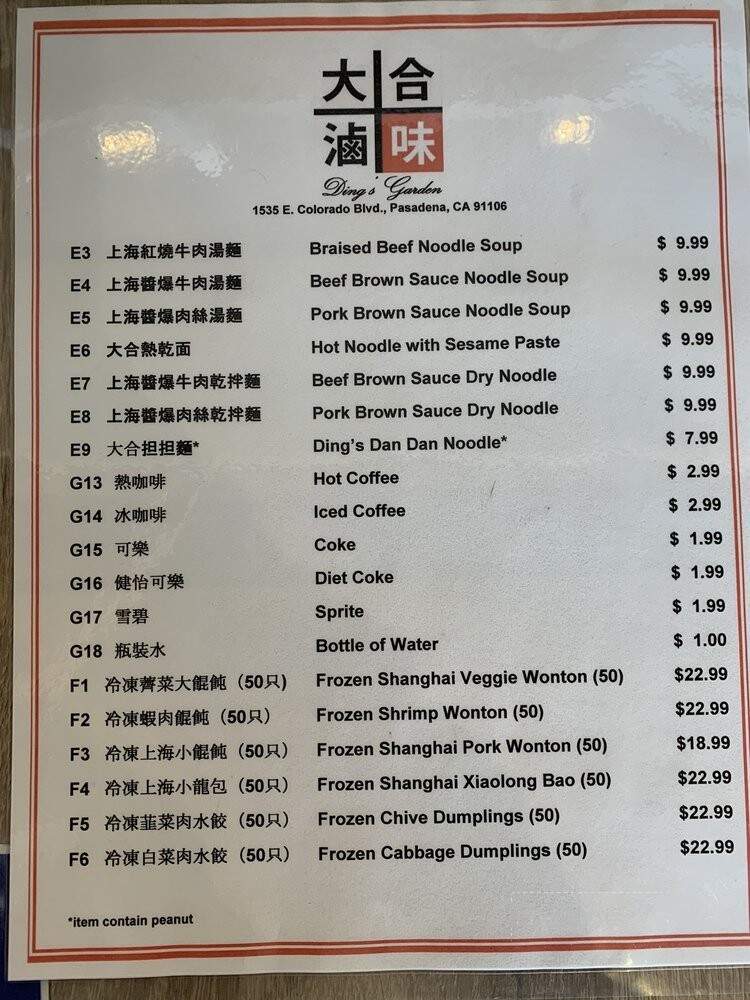 大合
滷味
Ding's Garden
1535 E. Colorado Blvd., Pasadena, CA 91106
E3 上海紅燒牛肉湯麵 Braised Beef Noodle Soup $ 9.99
E4 上海醬爆牛肉湯麵 Beef Brown Sauce Noodle Soup $ 9.99
E5 上海醬爆肉絲湯麵 Pork Brown Sauce Noodle Soup $ 9.99
E6 大合熱乾面 Hot Noodle with Sesame Paste $ 9.99
E7 上海醬爆牛肉乾拌麵 Beef Brown Sauce Dry Noodle $ 9.99
E8 上海醬爆肉絲乾拌麵 Pork Brown Sauce Dry Noodle $ 9.99
E9 大合担担麵* Ding's Dan Dan Noodle* $ 7.99
G13 熱咖啡 Hot Coffee $ 2.99
G14 冰咖啡 Iced Coffee $ 2.99
G15 可樂 Coke $ 1.99
G16 健怡可樂 Diet Coke $ 1.99
G17 雪碧 Sprite $ 1.99
G18 瓶裝水 Bottle of Water $ 1.00
F1 冷凍薺菜大餛飩（50只) Frozen Shanghai Veggie Wonton (50) $22.99
F2 冷凍蝦肉餛飩（50只） Frozen Shrimp Wonton (50) $22.99
F3 冷凍上海小餛飩（50只） Frozen Shanghai Pork Wonton (50) $18.99
F4 冷凍上海小龍包（50只） Frozen Shanghai Xiaolong Bao (50) $22.99
F5 冷凍韮菜肉水餃（50只） Frozen Chive Dumplings (50) $22.99
F6 冷凍白菜肉水餃（50只） Frozen Cabbage Dumplings (50) $22.99
*item contain peanut